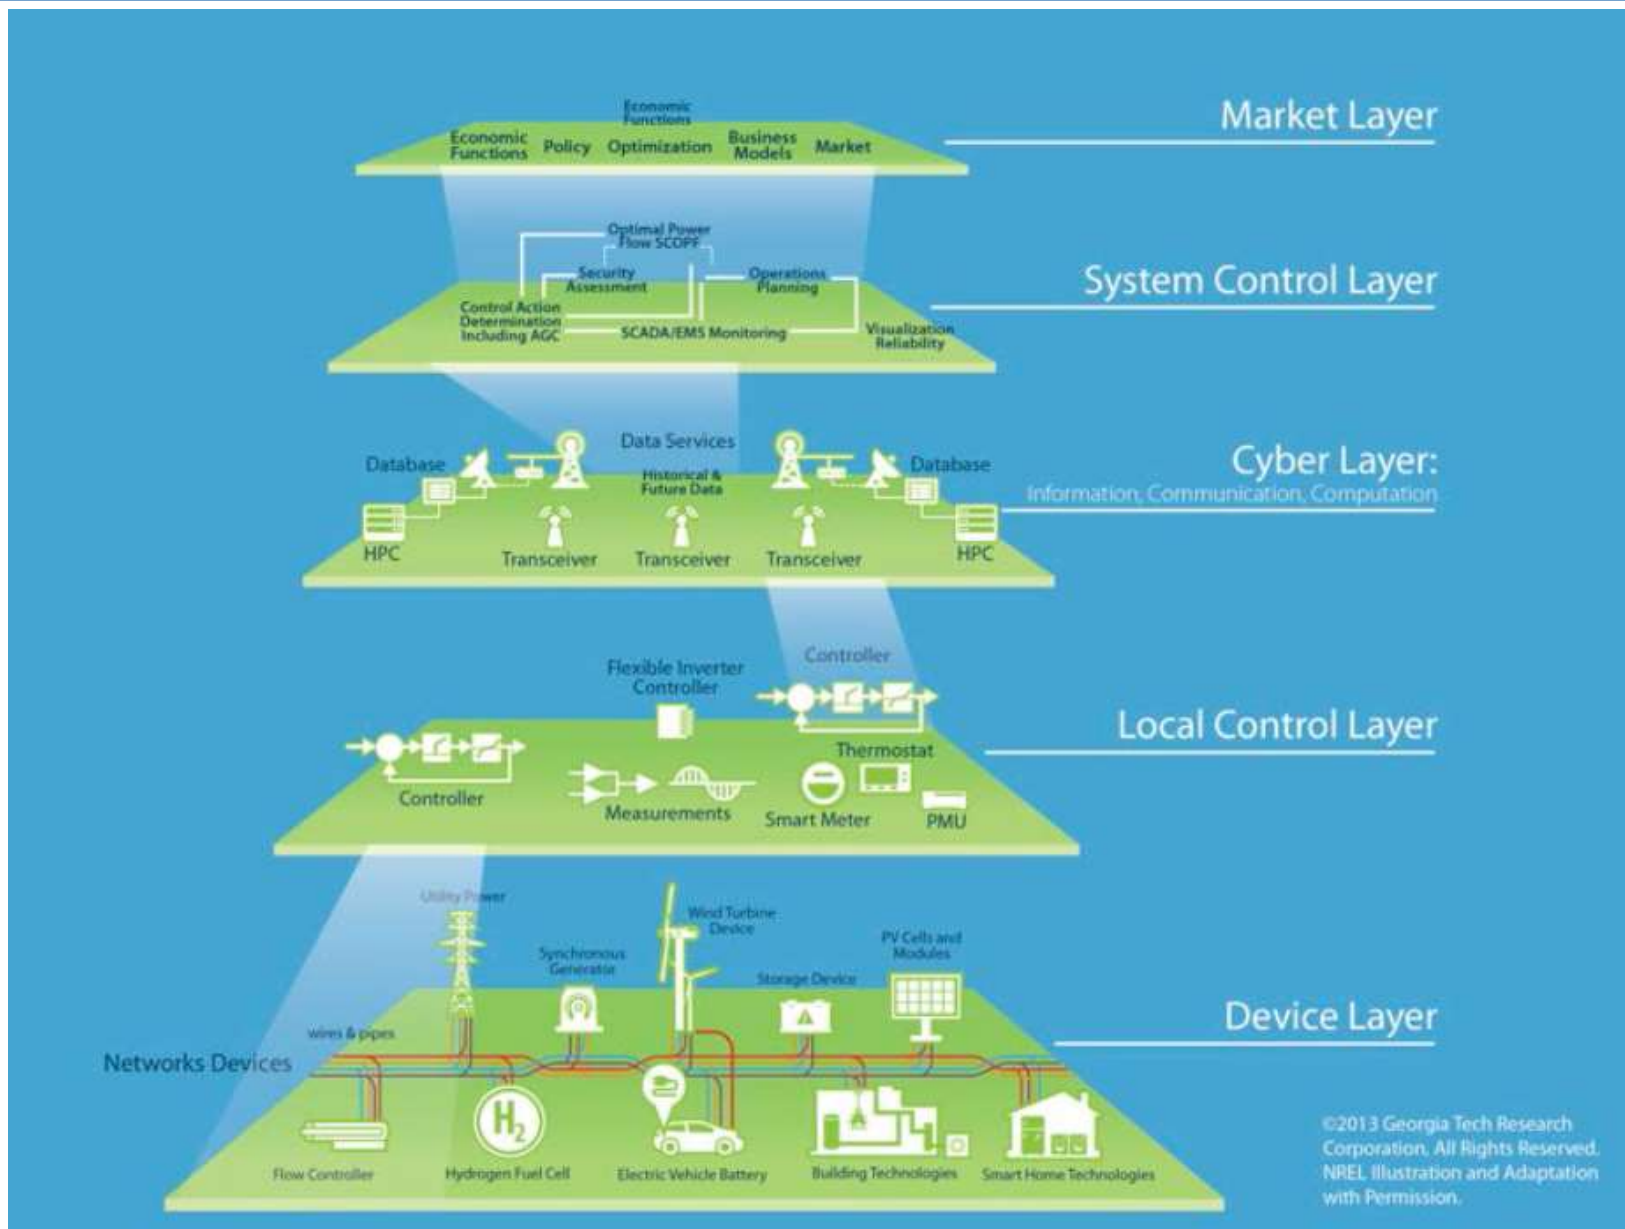 Market Layer
Economic
Functions
Economic
Functions
Policy
Optimization
Business
Models
Market
System Control Layer
Optimal Power
Flow SCOPF
Security
Assessment
Operations
Planning
Control Action
Determination
Including AGC
SCADA/EMS Monitoring
Visualization
Reliability
Cyber Layer:
Information, Communication, Computation
Data Services
Historical &
Future Data
Database
Database
HPC
Transceiver
Transceiver
Transceiver
HPC
Local Control Layer
Flexible Inverter
Controller
Controller
Thermostat
Controller
Measurements
Smart Meter
PMU
Device Layer
Utility Power
Wind Turbine
Device
Synchronous
Generator
Storage Device
PV Cells and
Modules
wires & pipes
Networks Devices
H2
Flow Controller
Hydrogen Fuel Cell
Electric Vehicle Battery
Building Technologies
Smart Home Technologies
©2013 Georgia Tech Research
Corporation, All Rights Reserved.
NREL Illustration and Adaptation
with Permission.